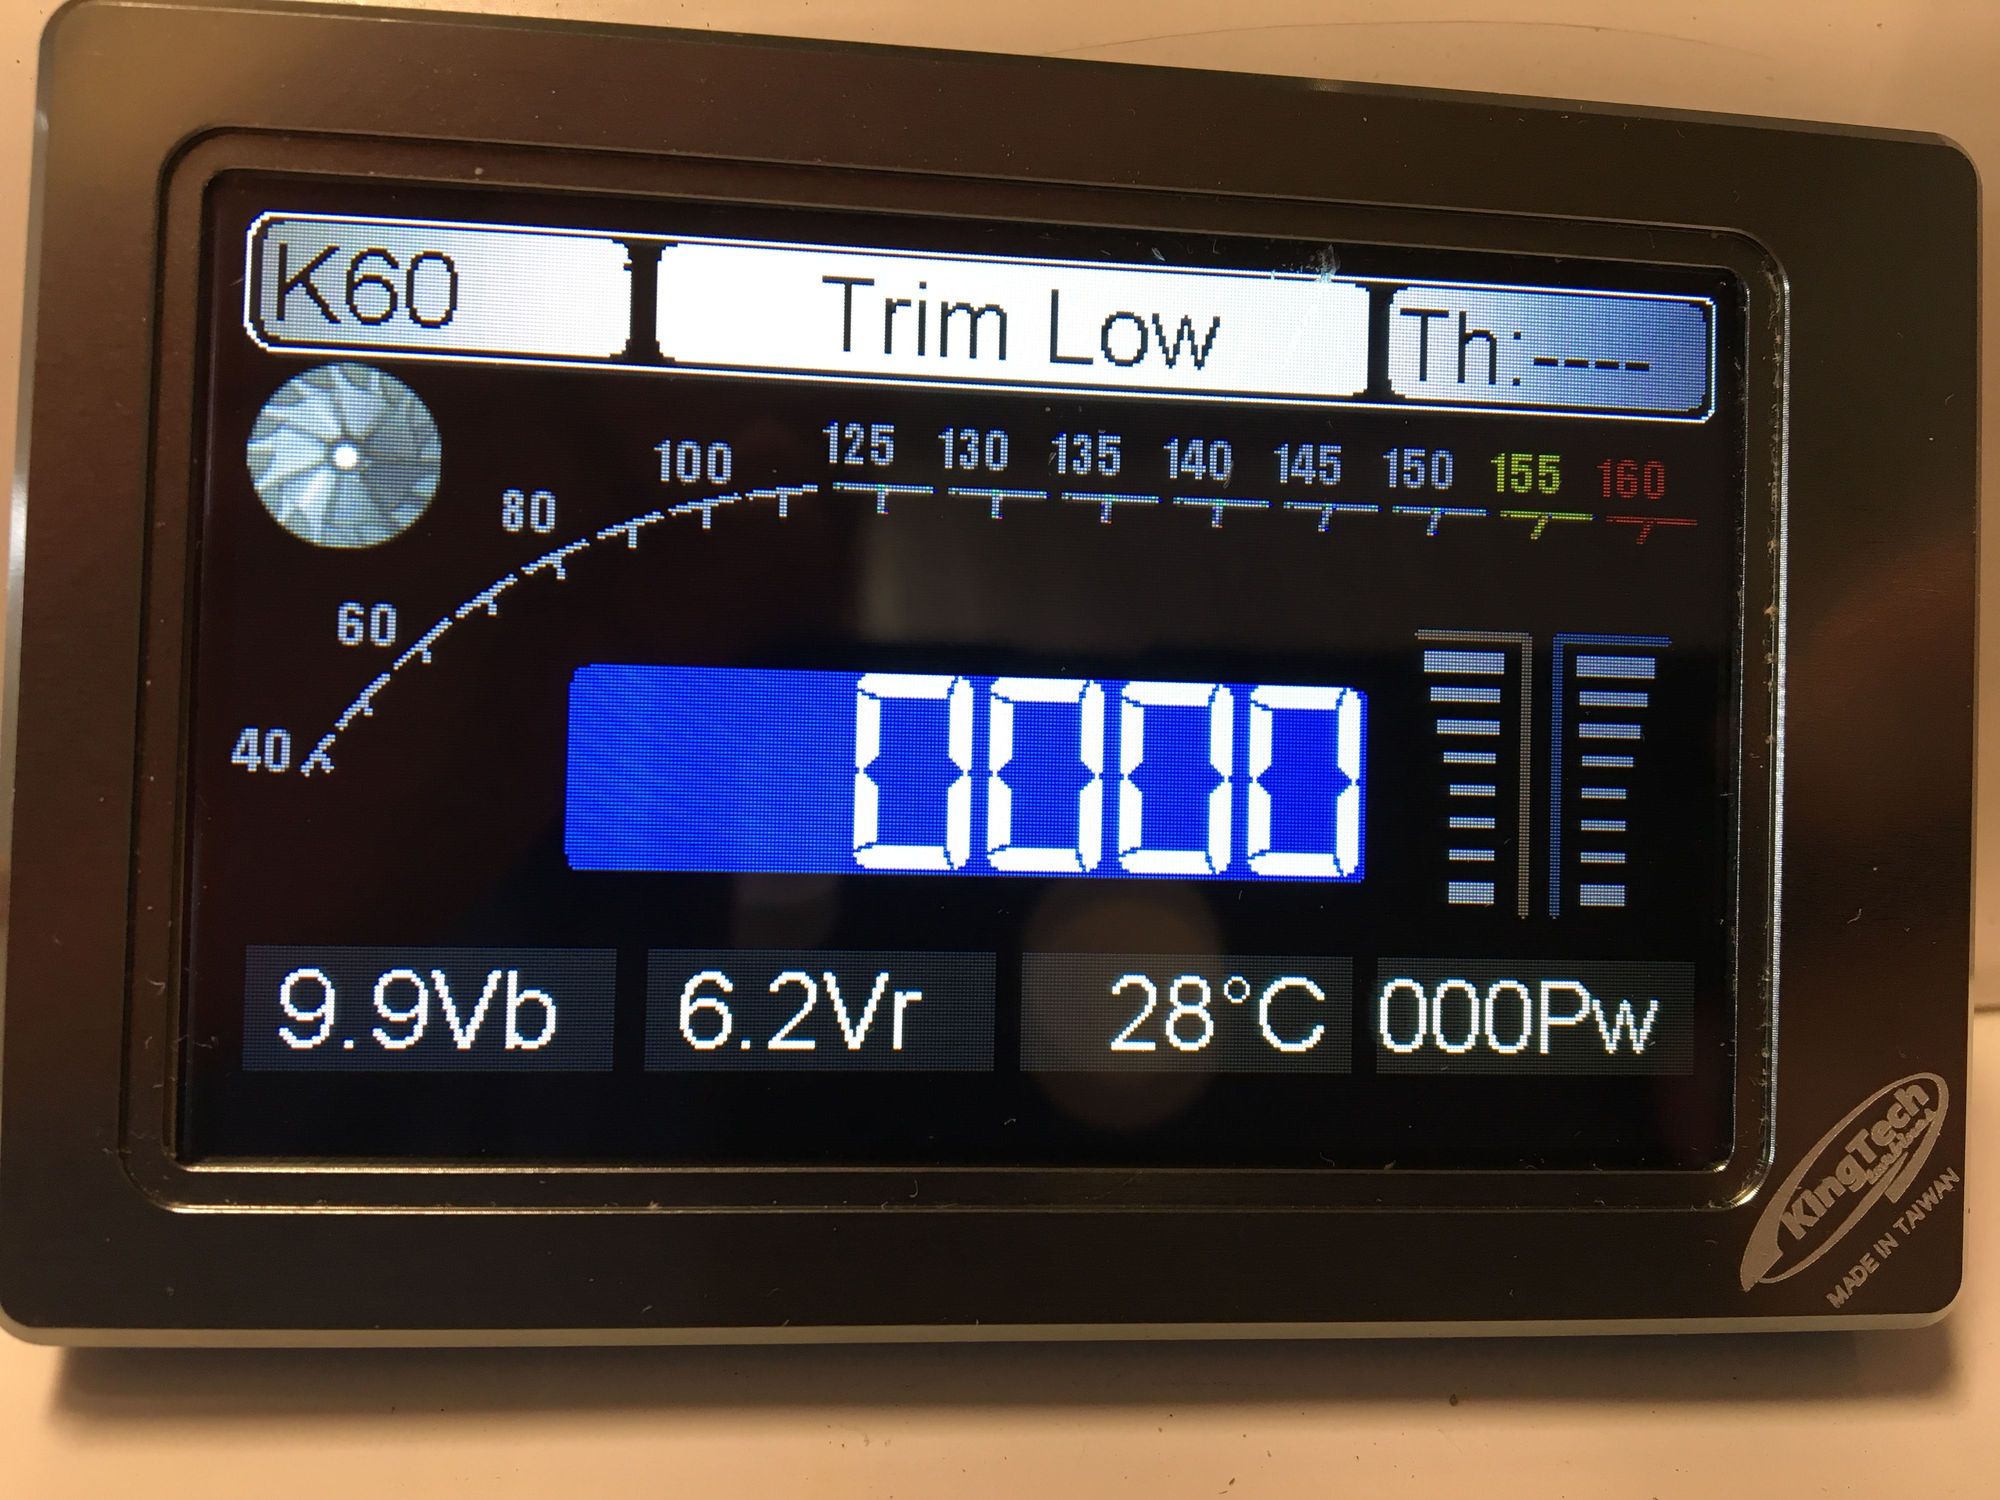 K60 Trim Low Th:----
40 60 80 100 125 130 135 140 145 150 155 160
0000
9.9Vb 6.2Vr 28°C 000Pw
KingTech
MADE IN TAIWAN